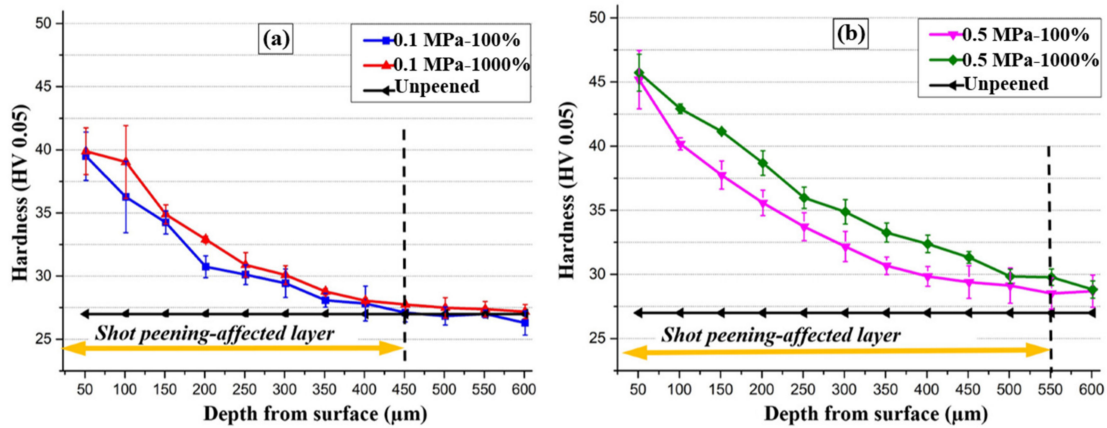 (a)
0.1 MPa-100%
0.1 MPa-1000%
Unpeened
50
45
40
35
30
25
Hardness (HV 0.05)
Shot peening-affected layer
50 100 150 200 250 300 350 400 450 500 550 600
Depth from surface (µm)
(b)
0.5 MPa-100%
0.5 MPa-1000%
Unpeened
50
45
40
35
30
25
Hardness (HV 0.05)
Shot peening-affected layer
50 100 150 200 250 300 350 400 450 500 550 600
Depth from surface (µm)